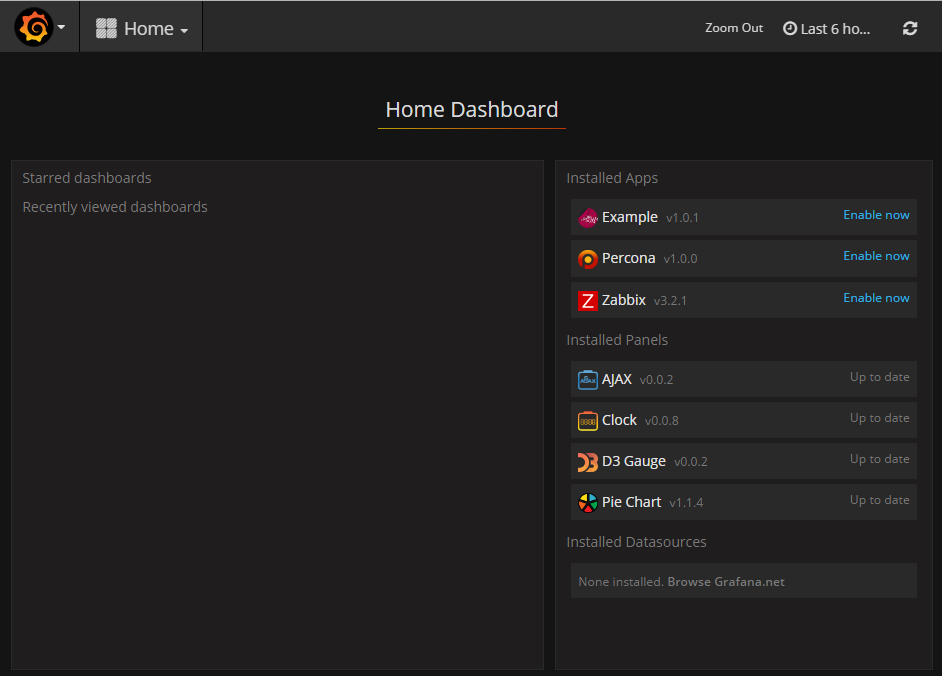 Home
Zoom Out
Last 6 ho...
Home Dashboard
Starred dashboards
Recently viewed dashboards
Installed Apps
Example v1.0.1 Enable now
Percona v1.0.0 Enable now
Z Zabbix v3.2.1 Enable now
Installed Panels
AJAX AJAX v0.0.2 Up to date
Clock v0.0.8 Up to date
D3 D3 Gauge v0.0.2 Up to date
Pie Chart v1.1.4 Up to date
Installed Datasources
None installed. Browse Grafana.net